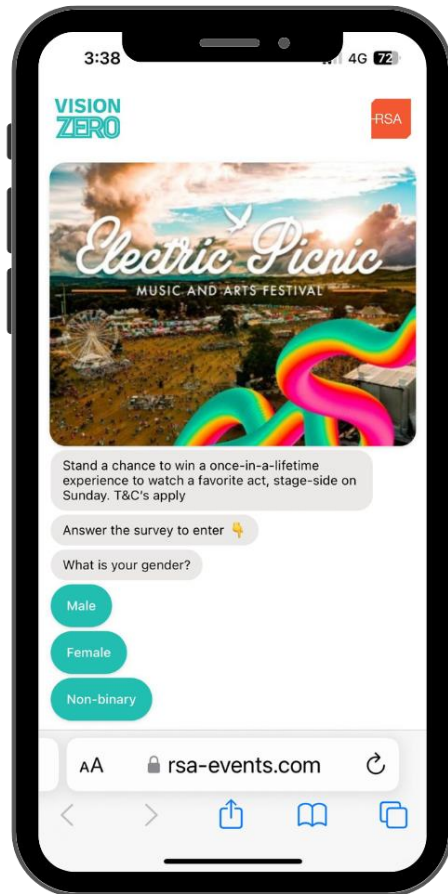 3:38 4G 72
VISION
ZERO
RSA
Electric Picnic
MUSIC AND ARTS FESTIVAL
Stand a chance to win a once-in-a-lifetime
experience to watch a favorite act, stage-side on
Sunday. T&C's apply
Answer the survey to enter 👇
What is your gender?
Male
Female
Non-binary
AA rsa-events.com